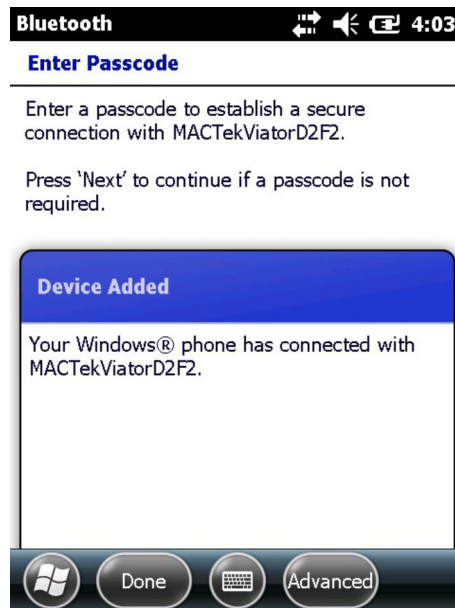 Bluetooth 4:03
Enter Passcode
Enter a passcode to establish a secure
connection with MACTekViatorD2F2.
Press 'Next' to continue if a passcode is not
required.
Device Added
Your Windows® phone has connected with
MACTekViatorD2F2.
Done Advanced